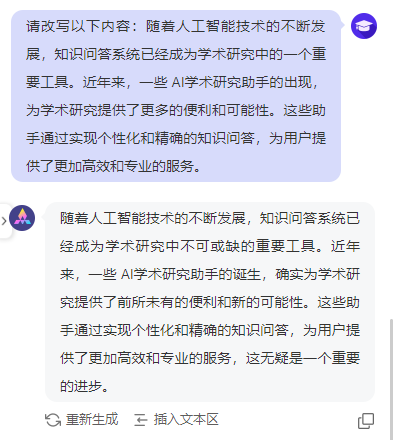 请改写以下内容：随着人工智能技术的不断发
展，知识问答系统已经成为学术研究中的一个重
要工具。近年来，一些 AI学术研究助手的出现，
为学术研究提供了更多的便利和可能性。这些助
手通过实现个性化和精确的知识问答，为用户提
供了更加高效和专业的服务。
随着人工智能技术的不断发展，知识问答系统已
经成为学术研究中不可或缺的重要工具。近年
来，一些 AI学术研究助手的诞生，确实为学术研
究提供了前所未有的便利和新的可能性。这些助
手通过实现个性化和精确的知识问答，为用户提
供了更加高效和专业的服务，这无疑是一个重要
的进步。
重新生成 插入文本区